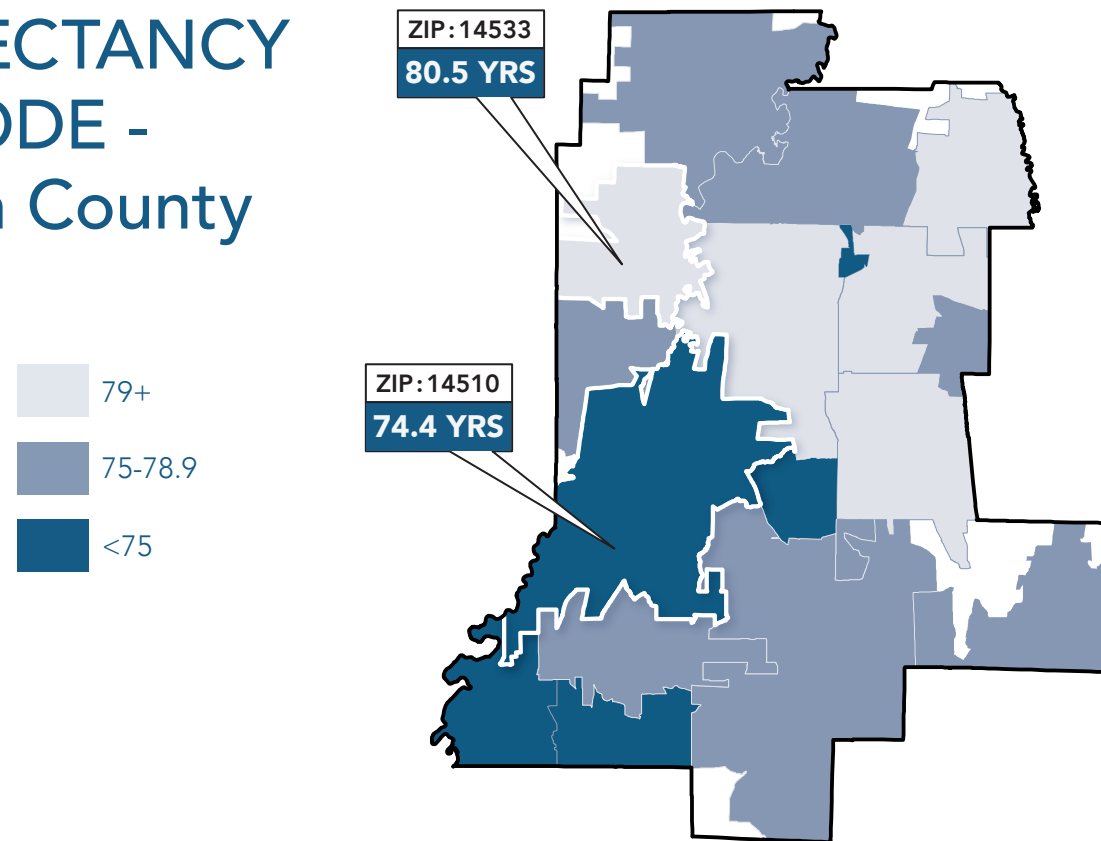 ECTANCY
ODE -
County
ZIP:14533
80.5 YRS
79+
75-78.9
<75
ZIP:14510
74.4 YRS